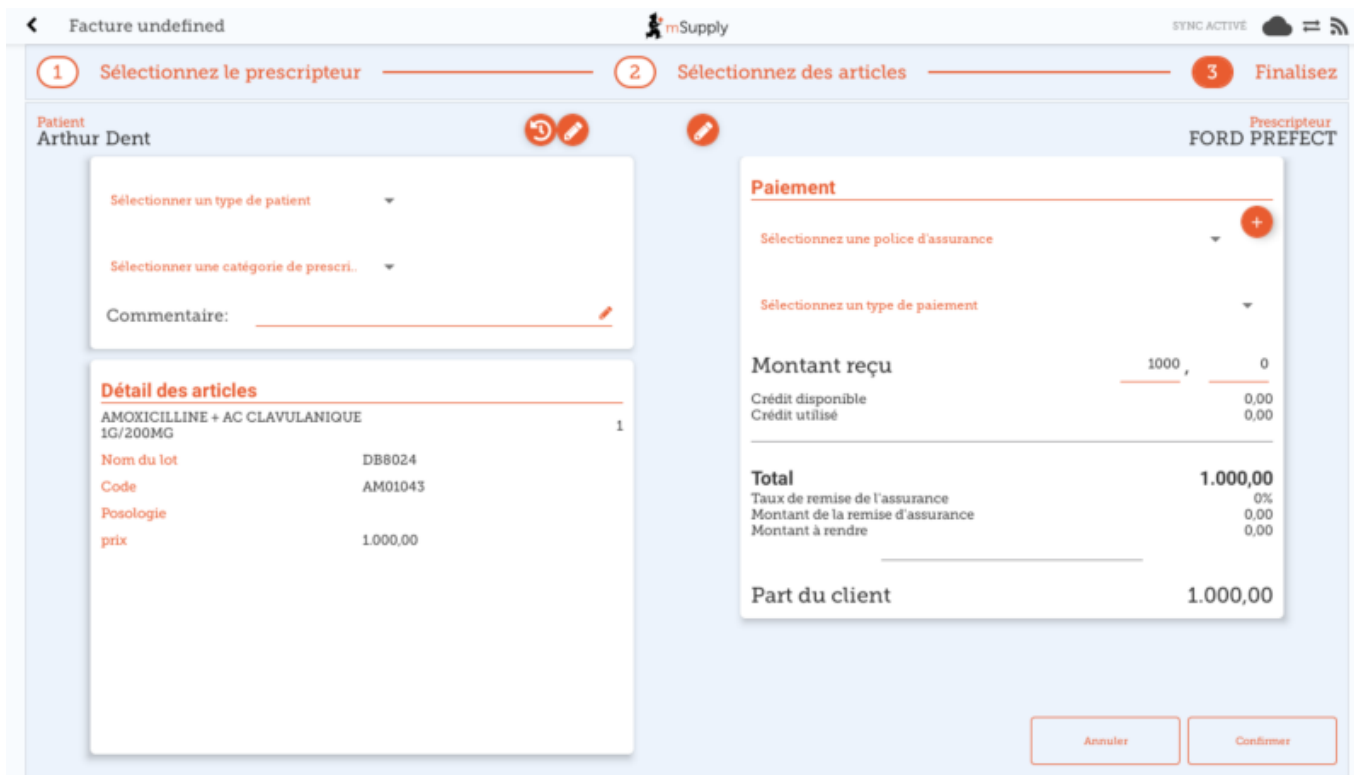 Facture undefined
mSupply
SYNC ACTIVÉ
1 Sélectionnez le prescripteur
2 Sélectionnez des articles
3 Finalisez
Patient
Arthur Dent
Prescripteur
FORD PREFECT
Sélectionner un type de patient
Sélectionner une catégorie de prescri..
Commentaire:
Détail des articles
AMOXICILLINE + AC CLAVULANIQUE
1G/200MG
1
Nom du lot DB8024
Code AM01043
Posologie
prix 1.000,00
Paiement
+
Sélectionnez une police d'assurance
Sélectionnez un type de paiement
Montant reçu 1000 , 0
Crédit disponible 0,00
Crédit utilisé 0,00
Total 1.000,00
Taux de remise de l'assurance 0%
Montant de la remise d'assurance 0,00
Montant à rendre 0,00
Part du client 1.000,00
Annuler
Confirmer